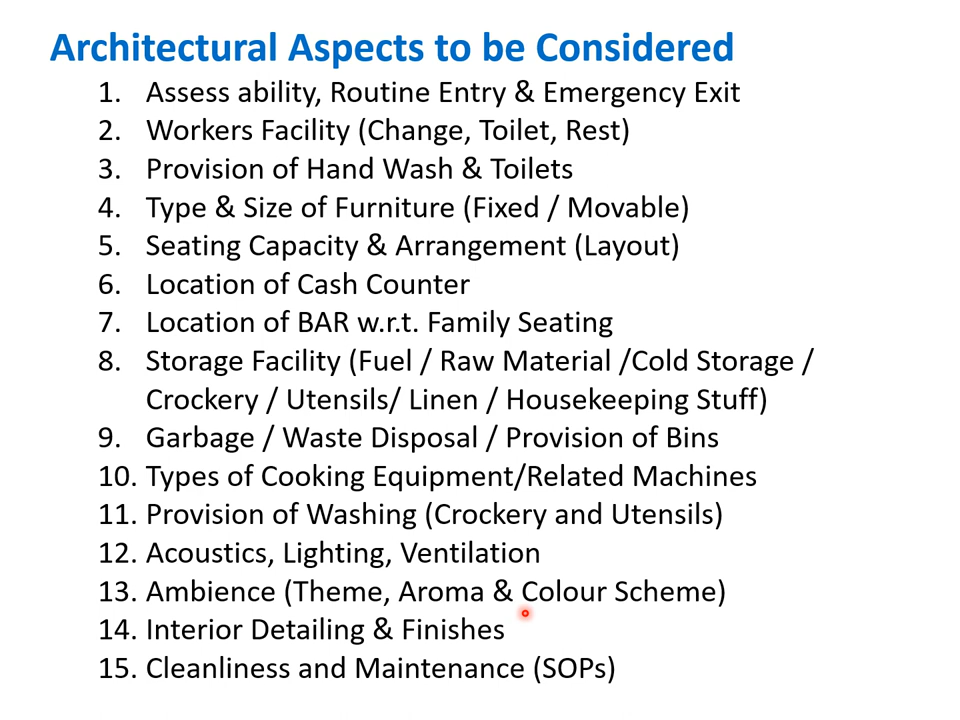 Architectural Aspects to be Considered
1. Assess ability, Routine Entry & Emergency Exit
2. Workers Facility (Change, Toilet, Rest)
3. Provision of Hand Wash & Toilets
4. Type & Size of Furniture (Fixed / Movable)
5. Seating Capacity & Arrangement (Layout)
6. Location of Cash Counter
7. Location of BAR w.r.t. Family Seating
8. Storage Facility (Fuel / Raw Material /Cold Storage /
Crockery / Utensils/ Linen / Housekeeping Stuff)
9. Garbage / Waste Disposal / Provision of Bins
10. Types of Cooking Equipment/Related Machines
11. Provision of Washing (Crockery and Utensils)
12. Acoustics, Lighting, Ventilation
13. Ambience (Theme, Aroma & Colour Scheme)
14. Interior Detailing & Finishes
15. Cleanliness and Maintenance (SOPs)